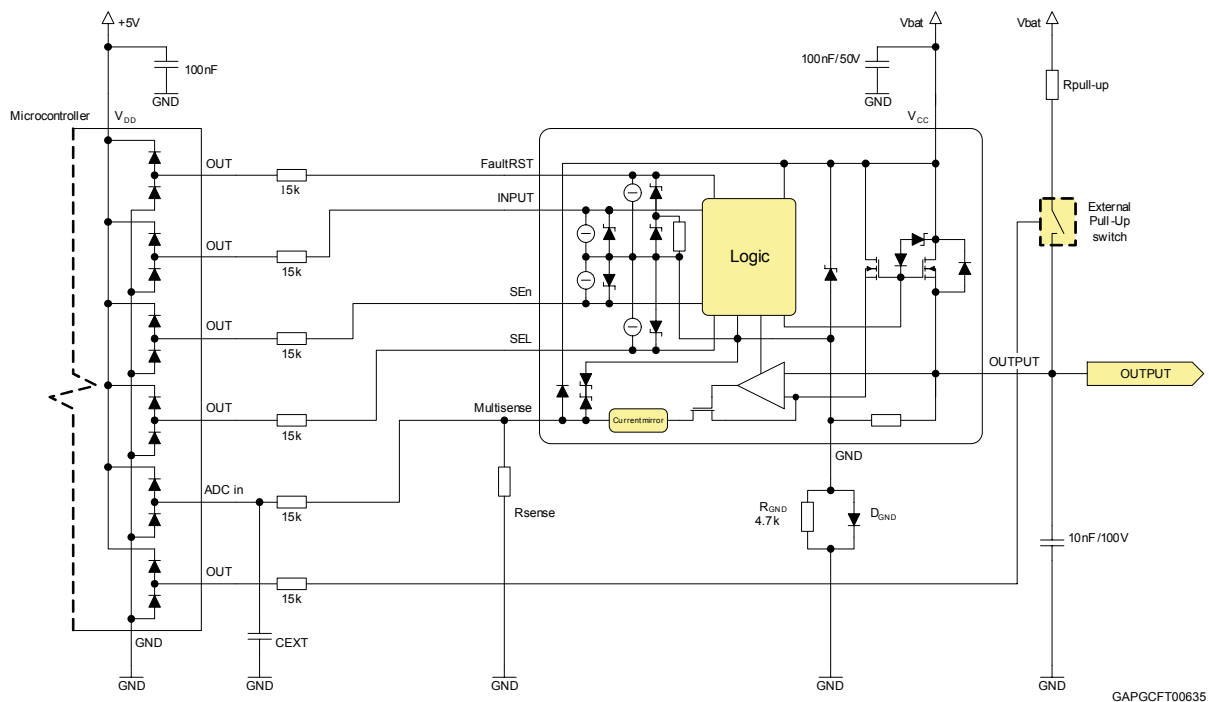 +5V
Vbat
Vbat
100nF
GND
100nF/50V
GND
Rpull-up
Microcontroller
VDD
VCC
OUT
15k
FaultRST
INPUT
OUT
15k
Logic
External
Pull-Up
switch
SEn
OUT
15k
SEL
OUTPUT
OUTPUT
OUT
15k
Multisense
Current mirror
GND
ADC in
15k
Rsense
RGND
4.7k
DGND
10nF/100V
OUT
15k
GND
CEXT
GND
GND
GND
GND
GND
GAPGCFT00635